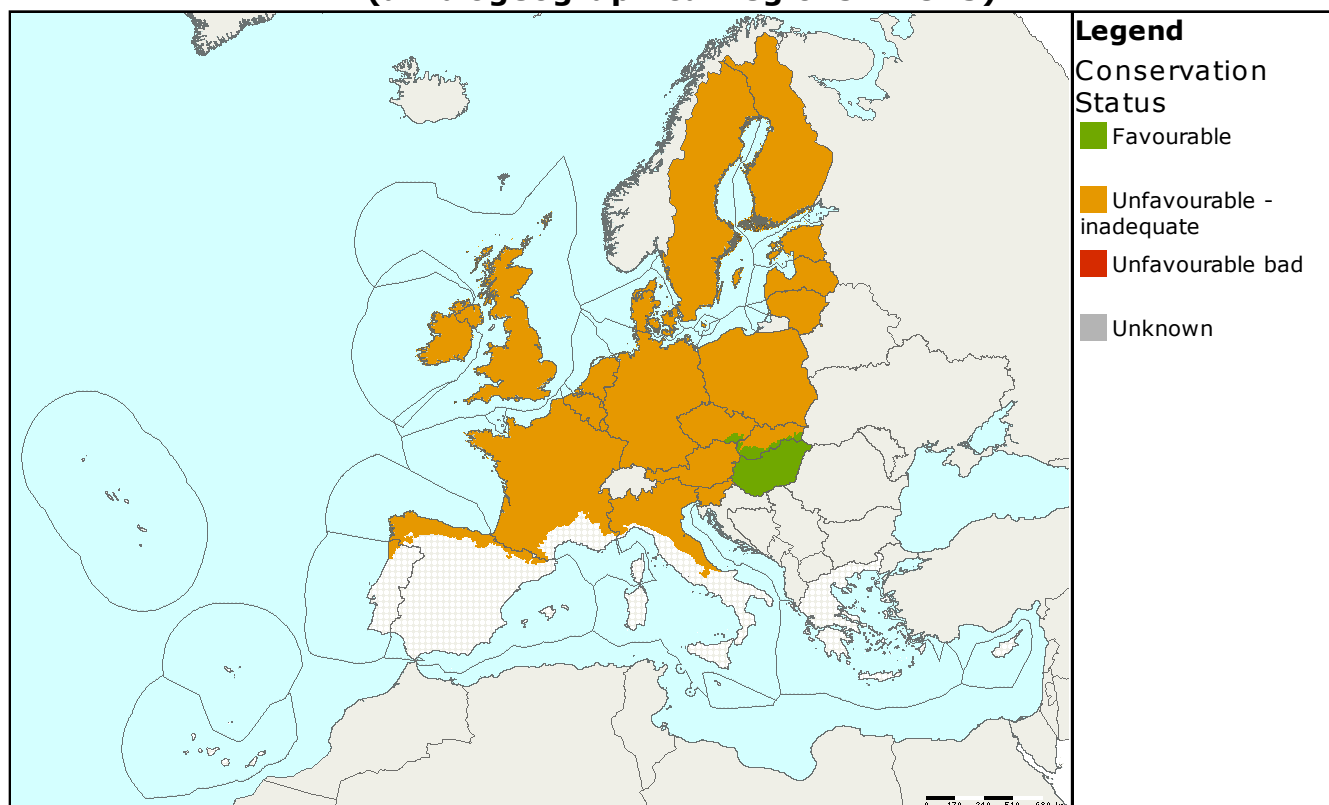 Legend
Conservation
Status
Favourable
Unfavourable -
inadequate
Unfavourable bad
Unknown